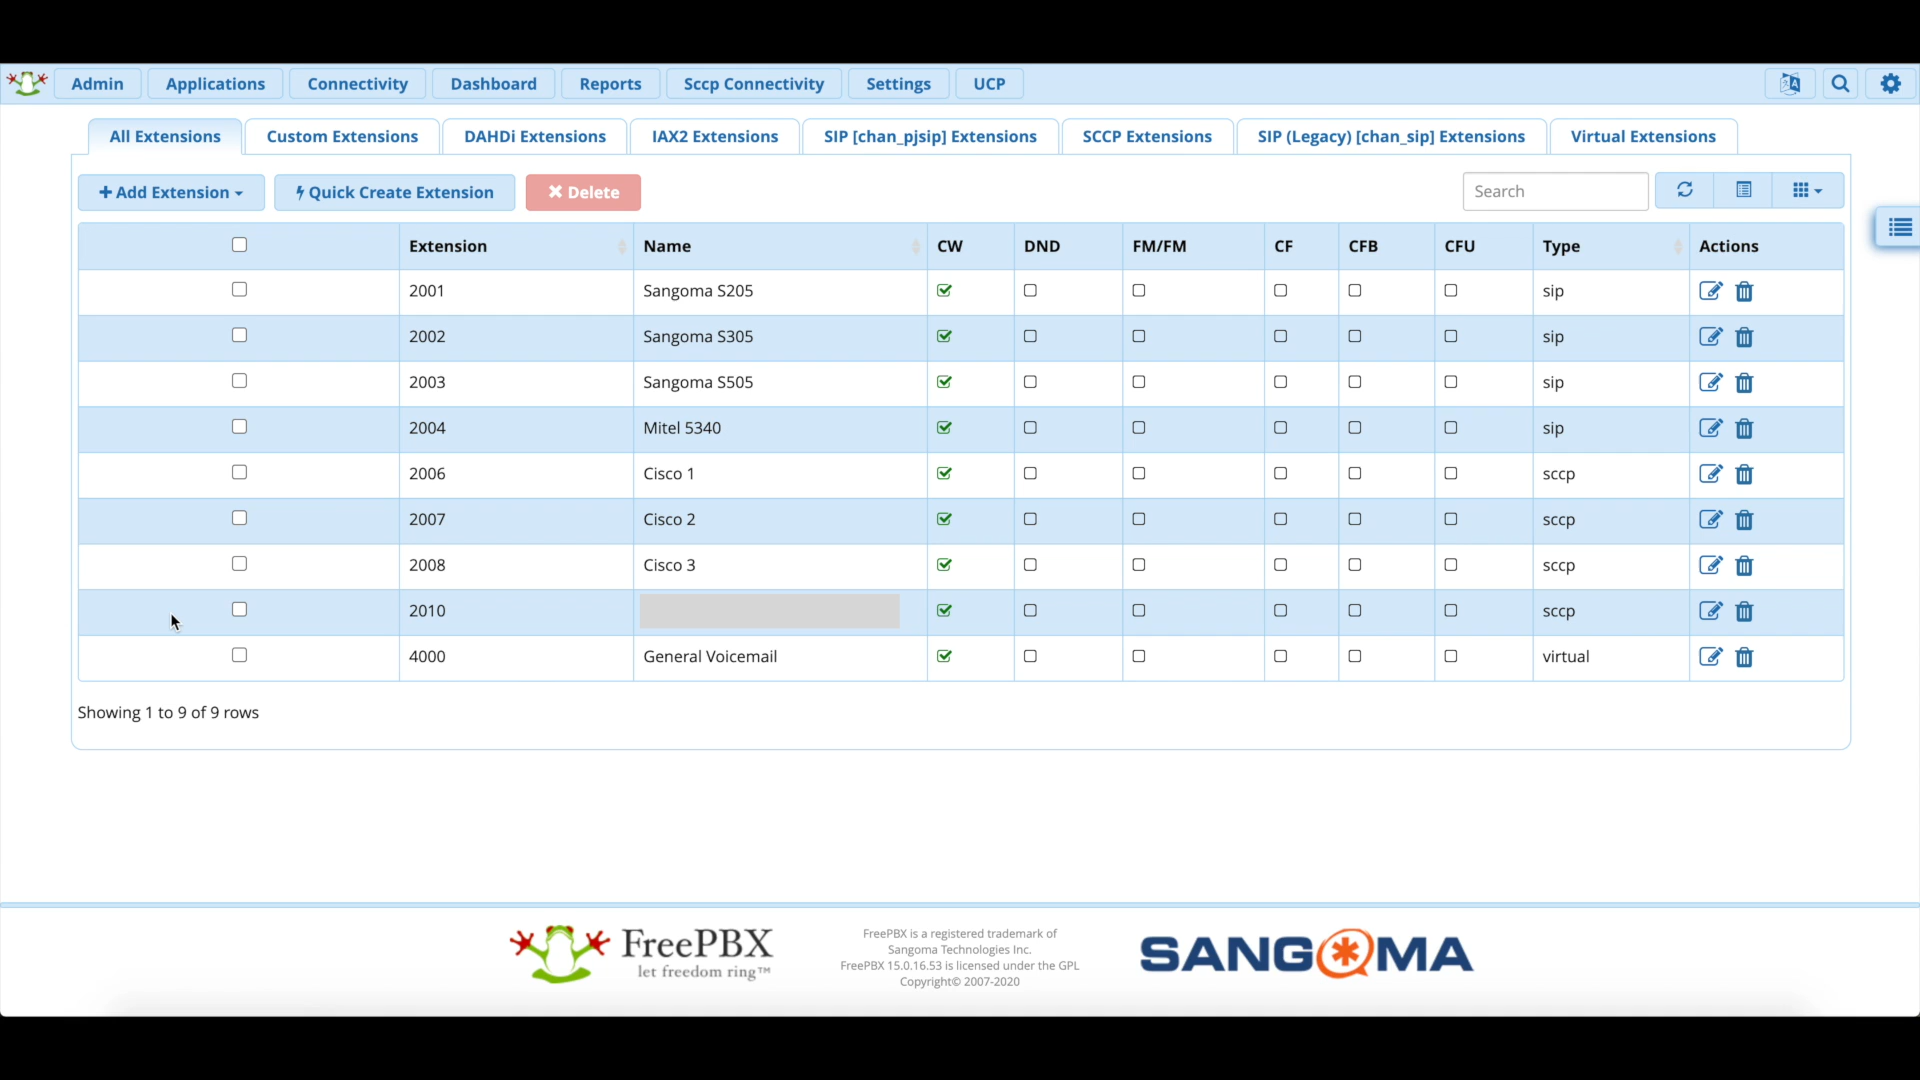 Admin Applications Connectivity Dashboard Reports Sccp Connectivity Settings UCP
All Extensions Custom Extensions DAHDi Extensions IAX2 Extensions SIP [chan_pjsip] Extensions SCCP Extensions SIP (Legacy) [chan_sip] Extensions Virtual Extensions
+ Add Extension Quick Create Extension Delete Search
Extension Name CW DND FM/FM CF CFB CFU Type Actions
2001 Sangoma S205 sip
2002 Sangoma S305 sip
2003 Sangoma S505 sip
2004 Mitel 5340 sip
2006 Cisco 1 sccp
2007 Cisco 2 sccp
2008 Cisco 3 sccp
2010 sccp
4000 General Voicemail virtual
Showing 1 to 9 of 9 rows
FreePBX
let freedom ring™
FreePBX is a registered trademark of
Sangoma Technologies Inc.
FreePBX 15.0.16.53 is licensed under the GPL
Copyright© 2007-2020
SANGOMA